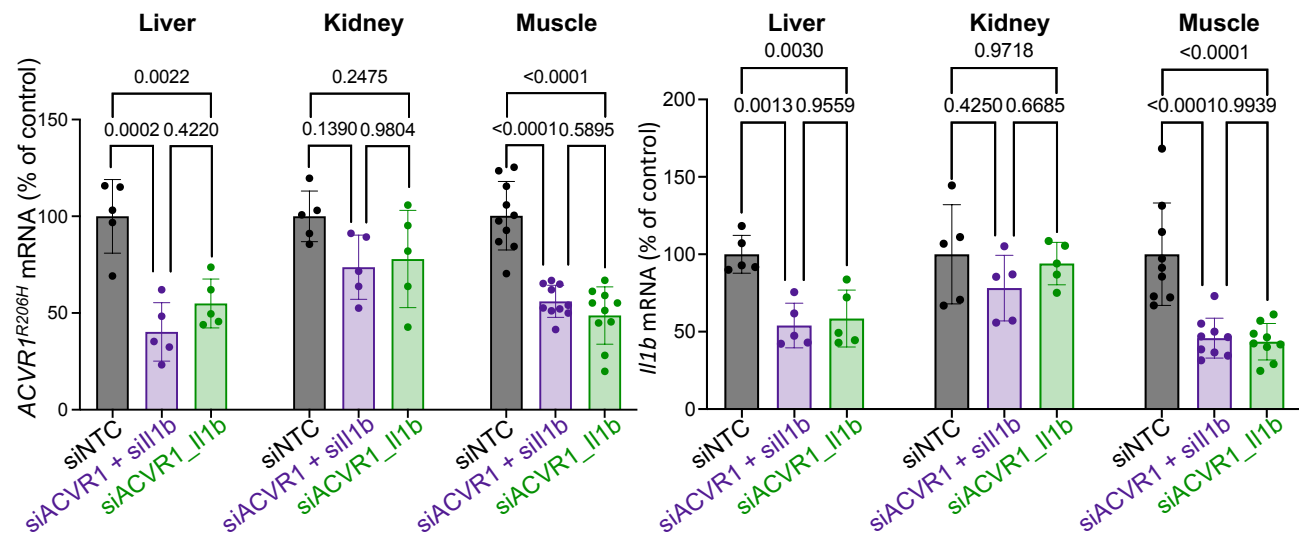 Liver Kidney Muscle
0.0022 0.2475 <0.0001
0.0002 0.4220 0.1390 0.9804 <0.0001 0.5895
ACVR1R206H mRNA (% of control)
150
100
50
0
siNTC
siACVR1 + siIl1b
siACVR1_Il1b
siNTC
siACVR1 + siIl1b
siACVR1_Il1b
siNTC
siACVR1 + siIl1b
siACVR1_Il1b
Liver Kidney Muscle
0.0030 0.9718 <0.0001
0.0013 0.9559 0.4250 0.6685 <0.0001 0.9939
Il1b mRNA (% of control)
200
150
100
50
0
siNTC
siACVR1 + siIl1b
siACVR1_Il1b
siNTC
siACVR1 + siIl1b
siACVR1_Il1b
siNTC
siACVR1 + siIl1b
siACVR1_Il1b